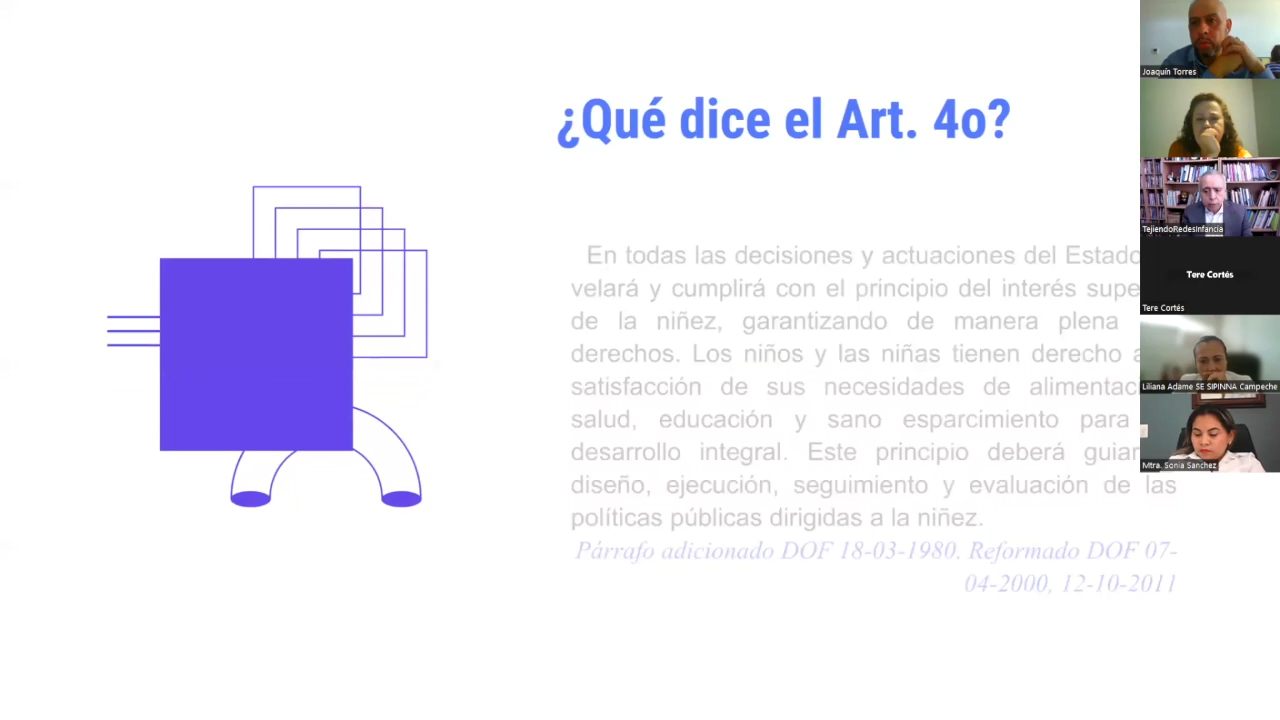 ¿Qué dice el Art. 4o?
En todas las decisiones y actuaciones del Estado
velará y cumplirá con el principio del interés
de la niñez, garantizando de manera plena
derechos. Los niños y las niñas tienen derecho
satisfacción de sus necesidades de
salud, educación y sano esparcimiento para
desarrollo integral. Este principio deberá
diseño, ejecución, seguimiento y evaluación de las
políticas públicas dirigidas a la niñez.
Párrafo adicionado DOF 18-03-1980. Reformado DOF 07-
04-2000, 12-10-2011
Joaquín Torres
TejiendoRedesInfancia
Tere Cortés
Tere Cortés
Liliana Adame SE SIPINNA Campeche
Mtra. Sonia Sanchez